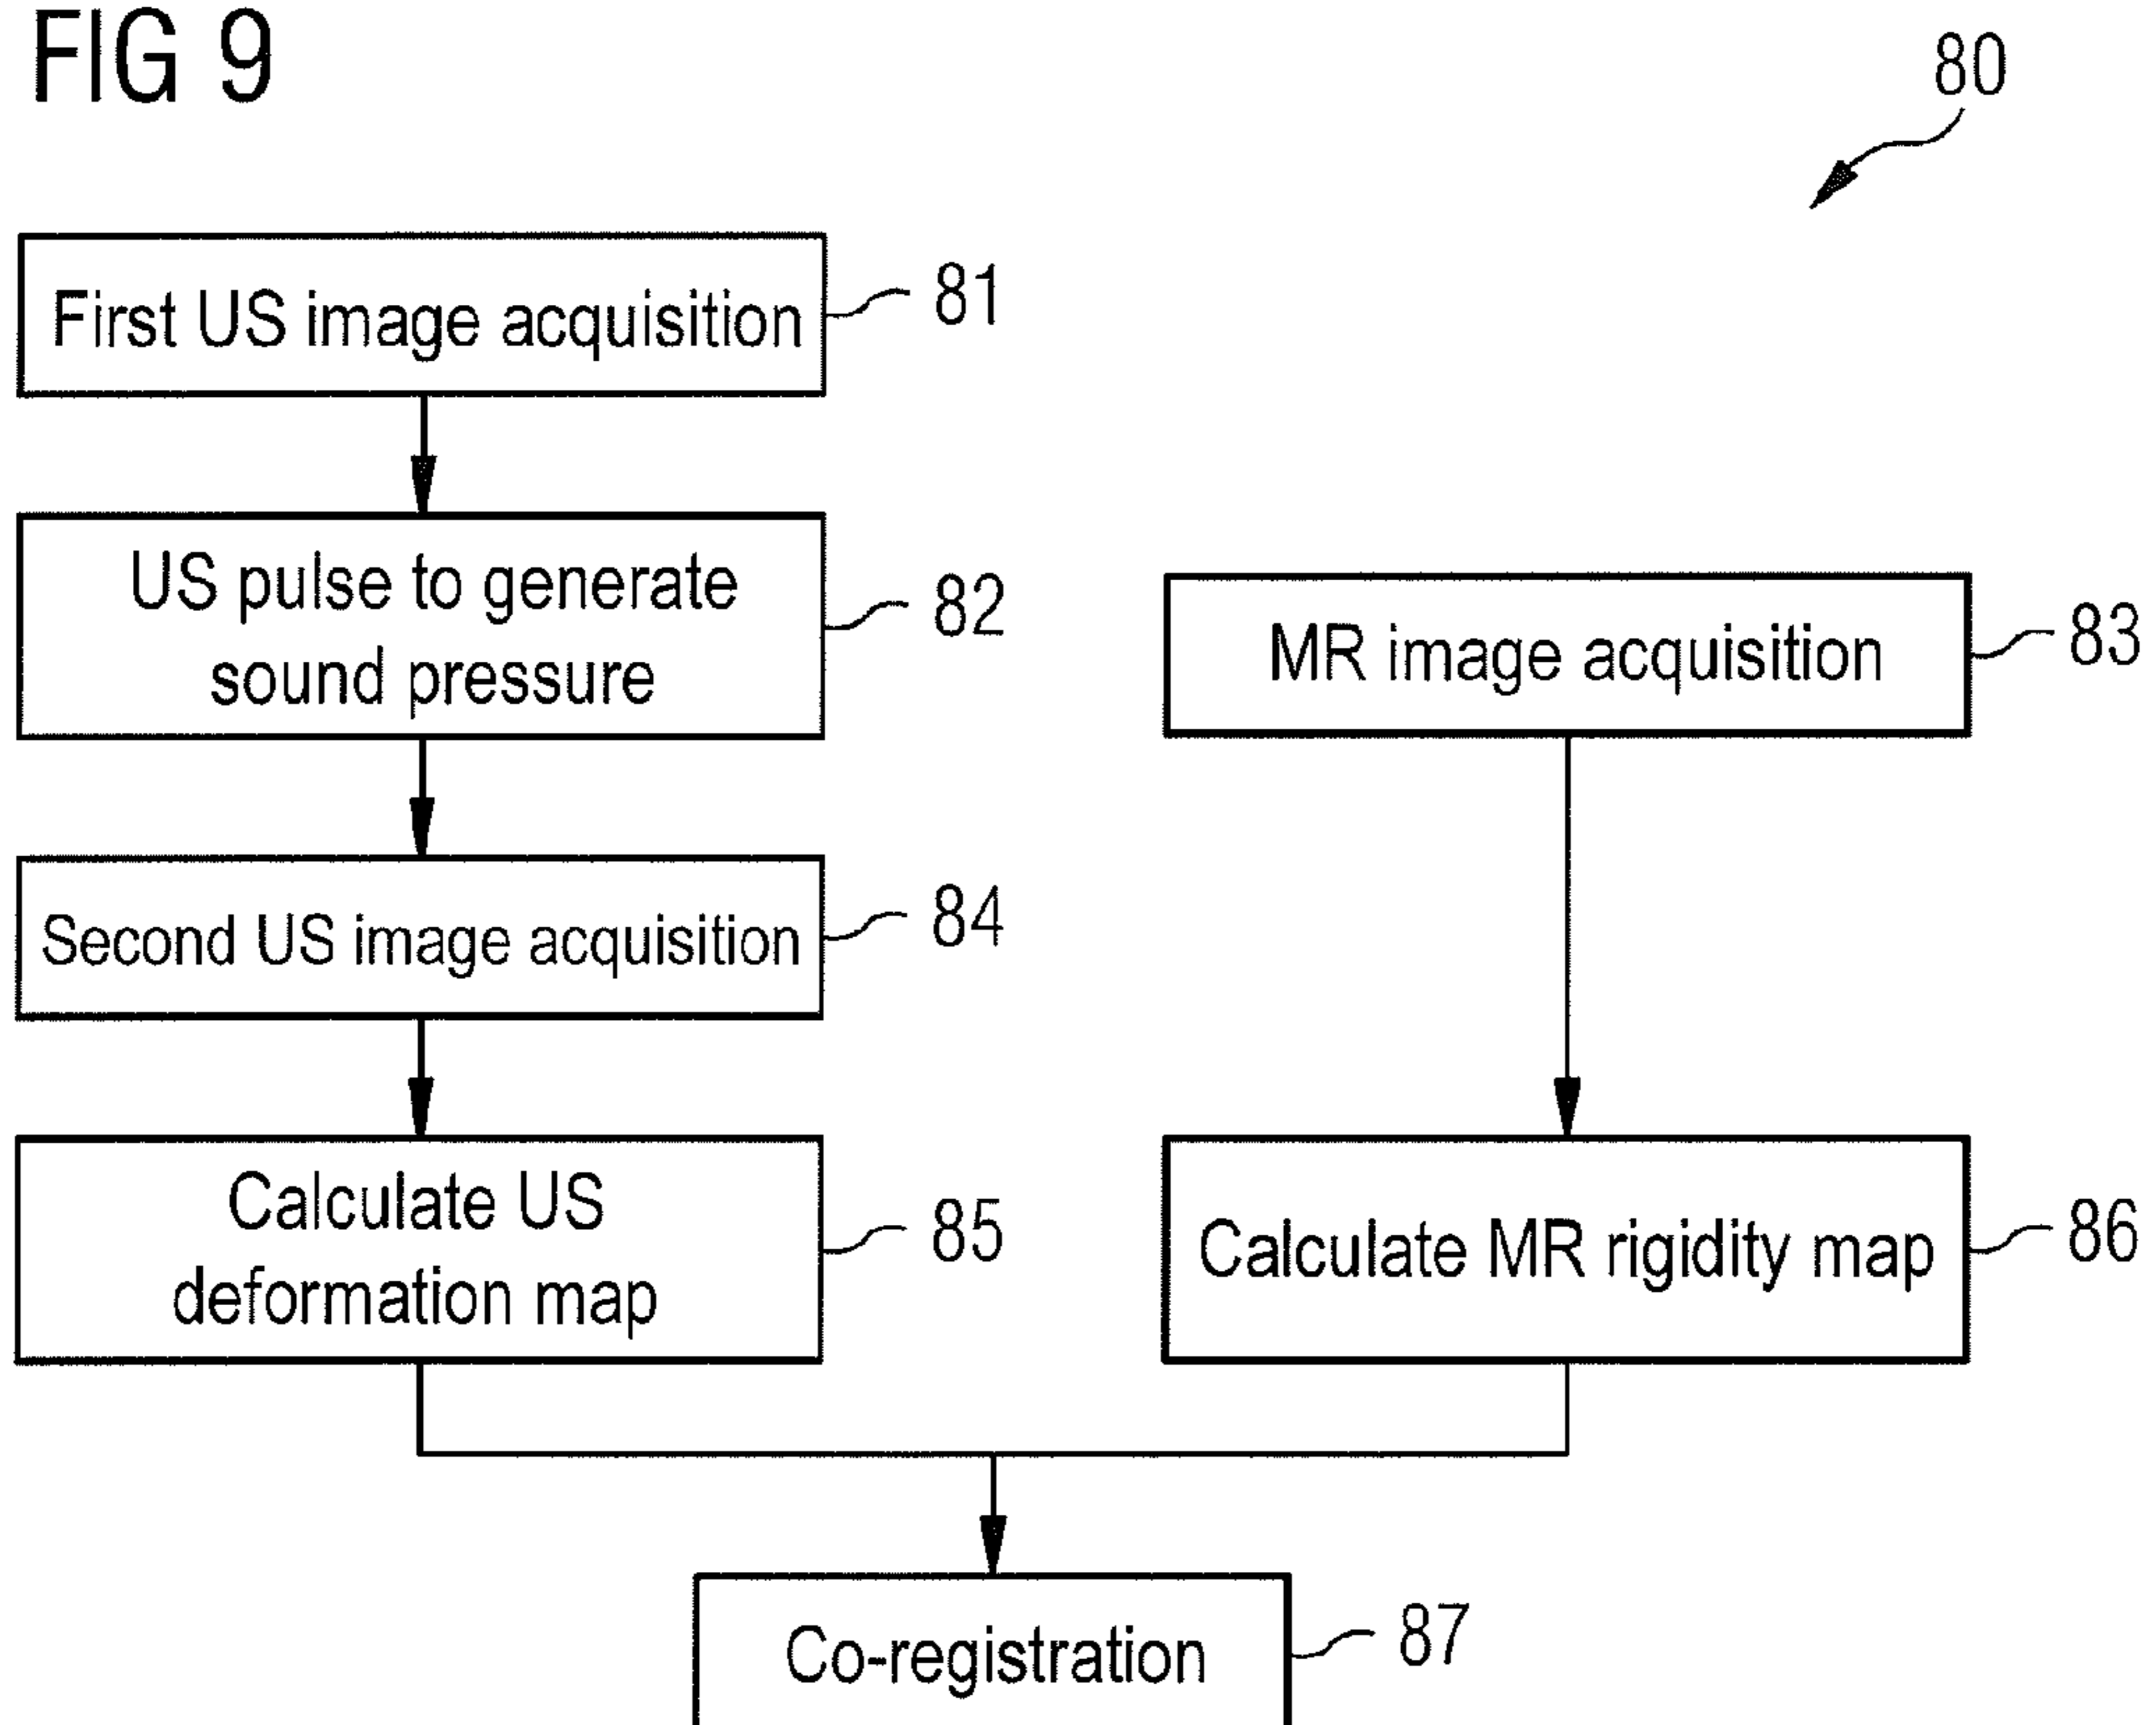 FIG 9
80
First US image acquisition
81
US pulse to generate
sound pressure
82
MR image acquisition
83
Second US image acquisition
84
Calculate US
deformation map
85
Calculate MR rigidity map
86
Co-registration
87